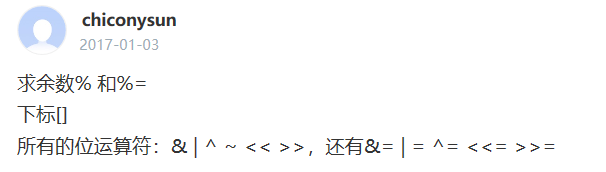 chiconysun
2017-01-03
求余数% 和%=
下标[]
所有的位运算符：& | ^ ~ << >>，还有&= | = ^= <<= >>=